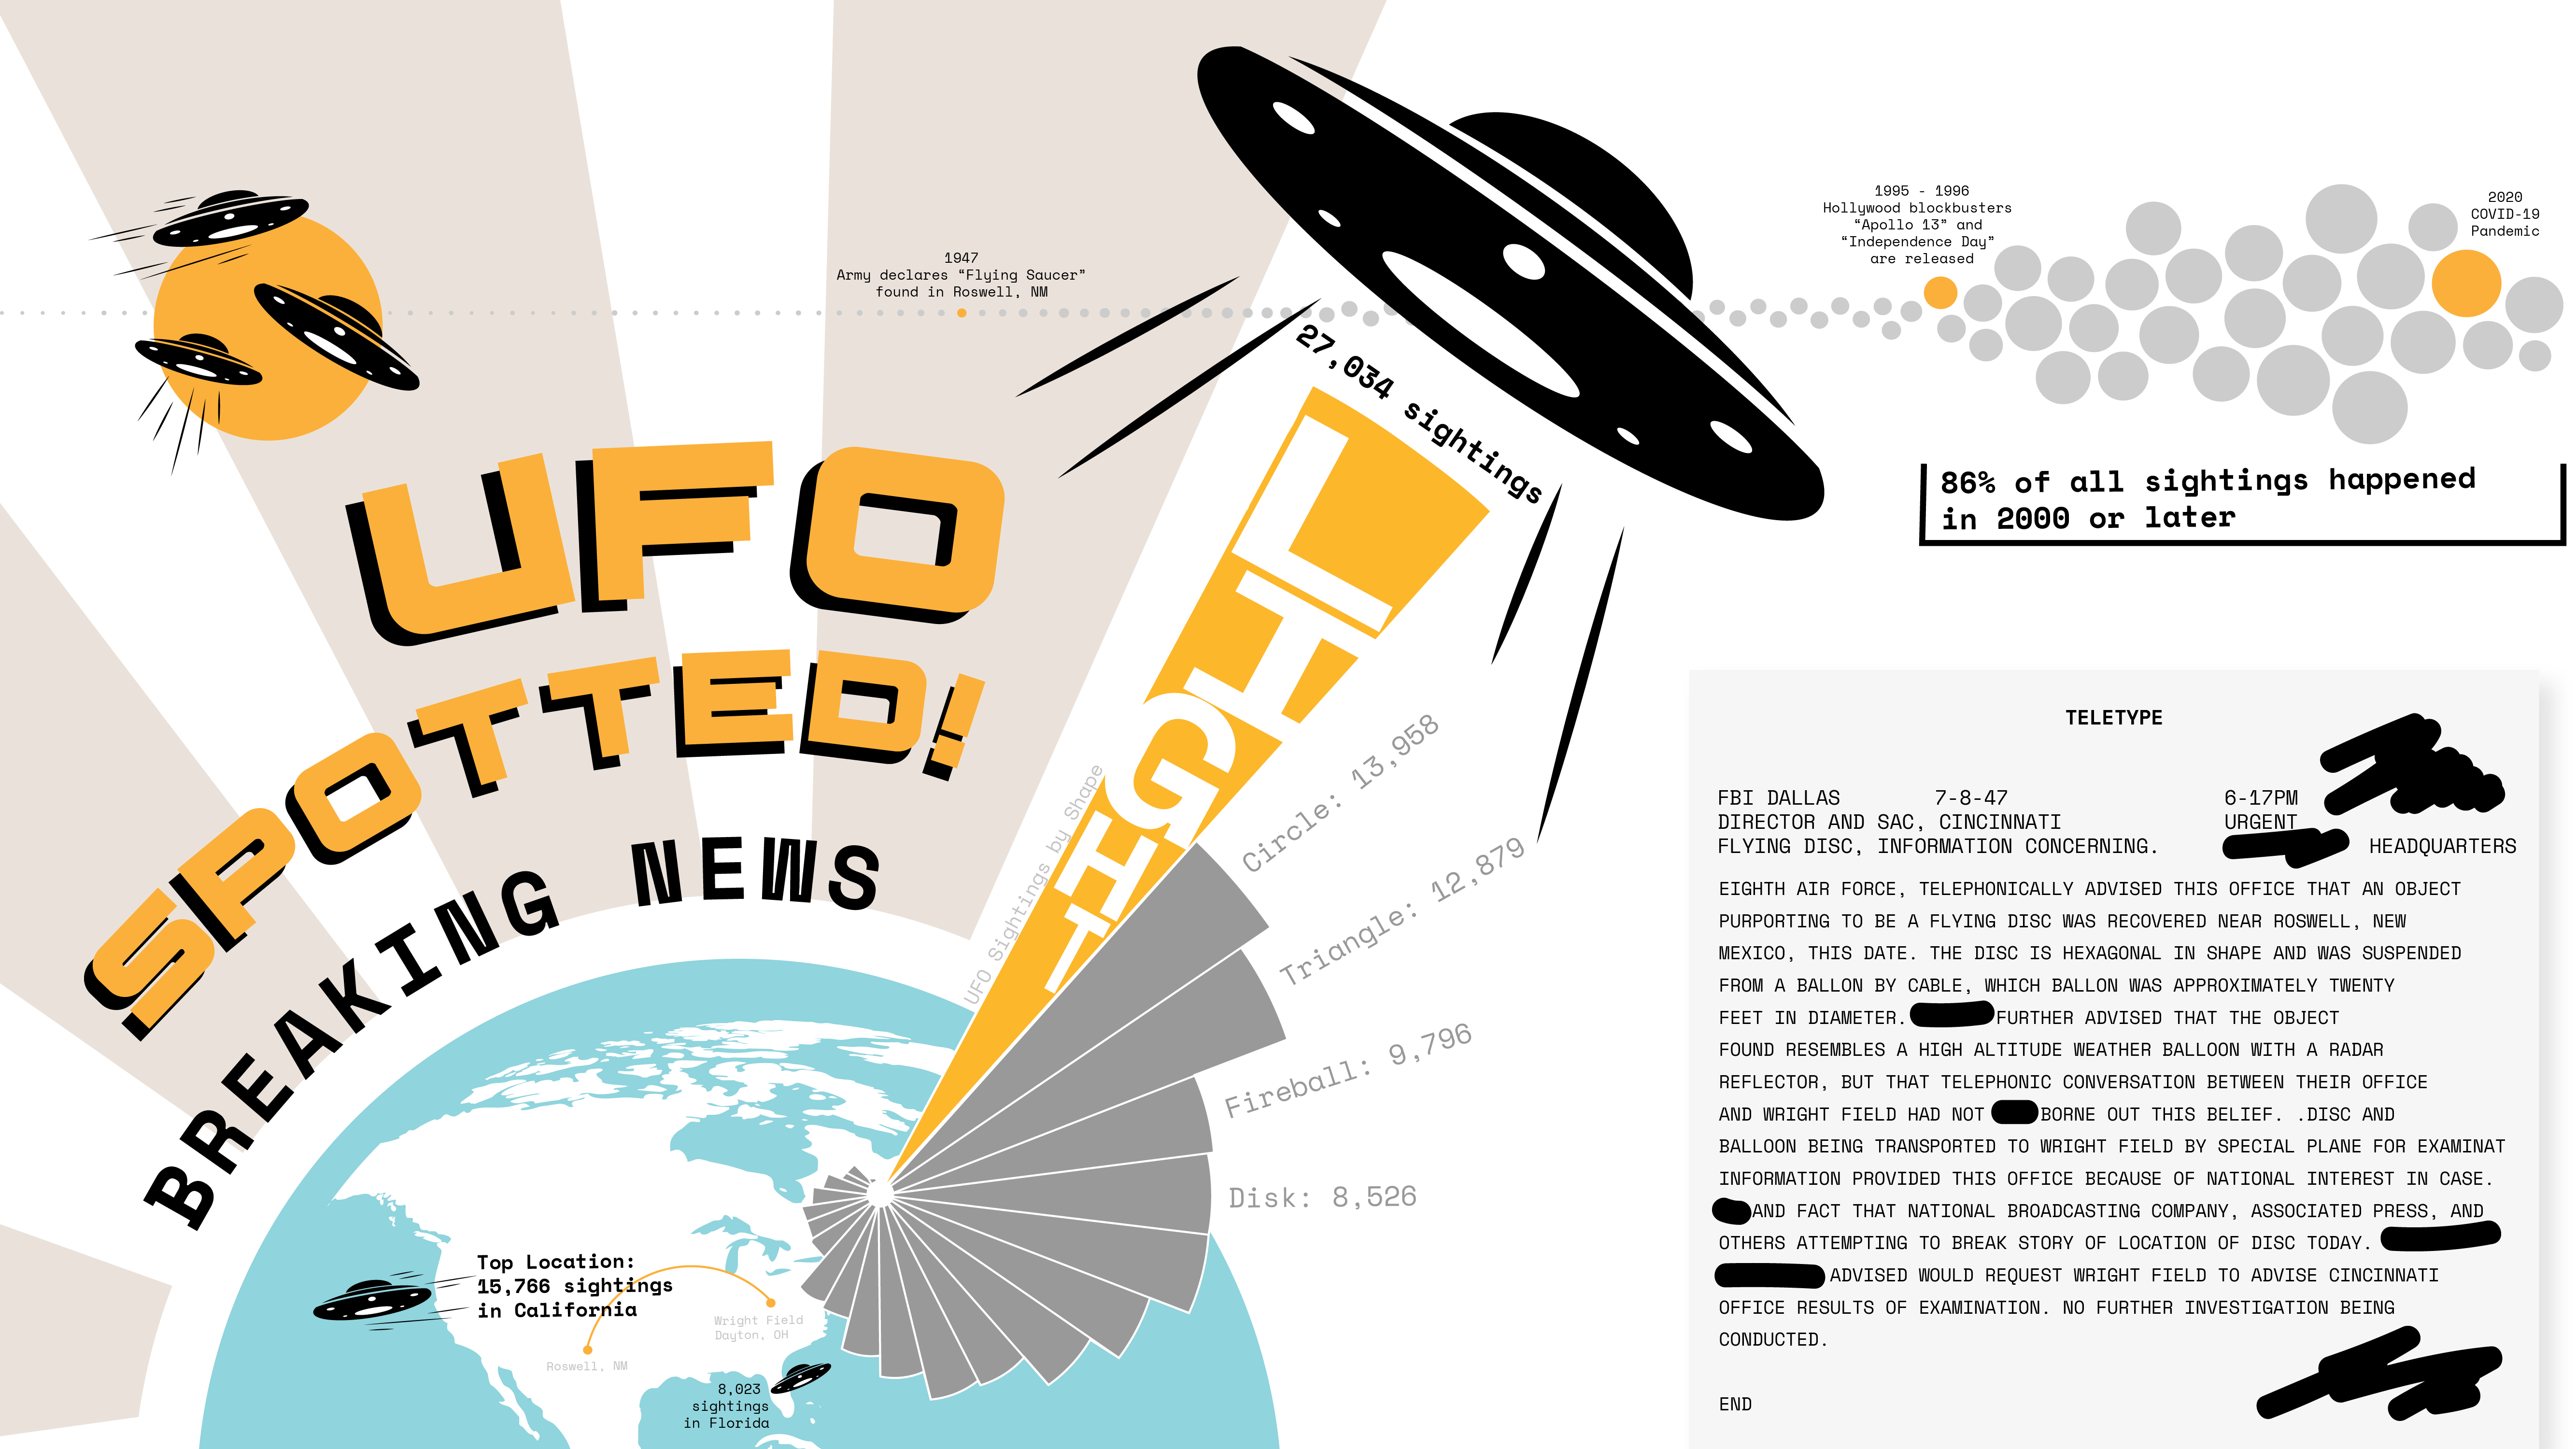 1947
Army declares “Flying Saucer”
found in Roswell, NM
1995 - 1996
Hollywood blockbusters
“Apollo 13” and
“Independence Day”
are released
2020
COVID-19
Pandemic
86% of all sightings happened
in 2000 or later
UFO
SPOTTED!
BREAKING NEWS
27,034 sightings
LIGHT
UFO Sightings by Shape
Circle: 13,958
Triangle: 12,879
Fireball: 9,796
Disk: 8,526
Top Location:
15,766 sightings
in California
Wright Field
Dayton, OH
Roswell, NM
8,023
sightings
in Florida
TELETYPE
FBI DALLAS 7-8-47 6-17PM
DIRECTOR AND SAC, CINCINNATI URGENT
FLYING DISC, INFORMATION CONCERNING. HEADQUARTERS
EIGHTH AIR FORCE, TELEPHONICALLY ADVISED THIS OFFICE THAT AN OBJECT
PURPORTING TO BE A FLYING DISC WAS RECOVERED NEAR ROSWELL, NEW
MEXICO, THIS DATE. THE DISC IS HEXAGONAL IN SHAPE AND WAS SUSPENDED
FROM A BALLON BY CABLE, WHICH BALLON WAS APPROXIMATELY TWENTY
FEET IN DIAMETER. FURTHER ADVISED THAT THE OBJECT
FOUND RESEMBLES A HIGH ALTITUDE WEATHER BALLOON WITH A RADAR
REFLECTOR, BUT THAT TELEPHONIC CONVERSATION BETWEEN THEIR OFFICE
AND WRIGHT FIELD HAD NOT BORNE OUT THIS BELIEF. .DISC AND
BALLOON BEING TRANSPORTED TO WRIGHT FIELD BY SPECIAL PLANE FOR EXAMINAT
INFORMATION PROVIDED THIS OFFICE BECAUSE OF NATIONAL INTEREST IN CASE.
AND FACT THAT NATIONAL BROADCASTING COMPANY, ASSOCIATED PRESS, AND
OTHERS ATTEMPTING TO BREAK STORY OF LOCATION OF DISC TODAY.
ADVISED WOULD REQUEST WRIGHT FIELD TO ADVISE CINCINNATI
OFFICE RESULTS OF EXAMINATION. NO FURTHER INVESTIGATION BEING
CONDUCTED.
END